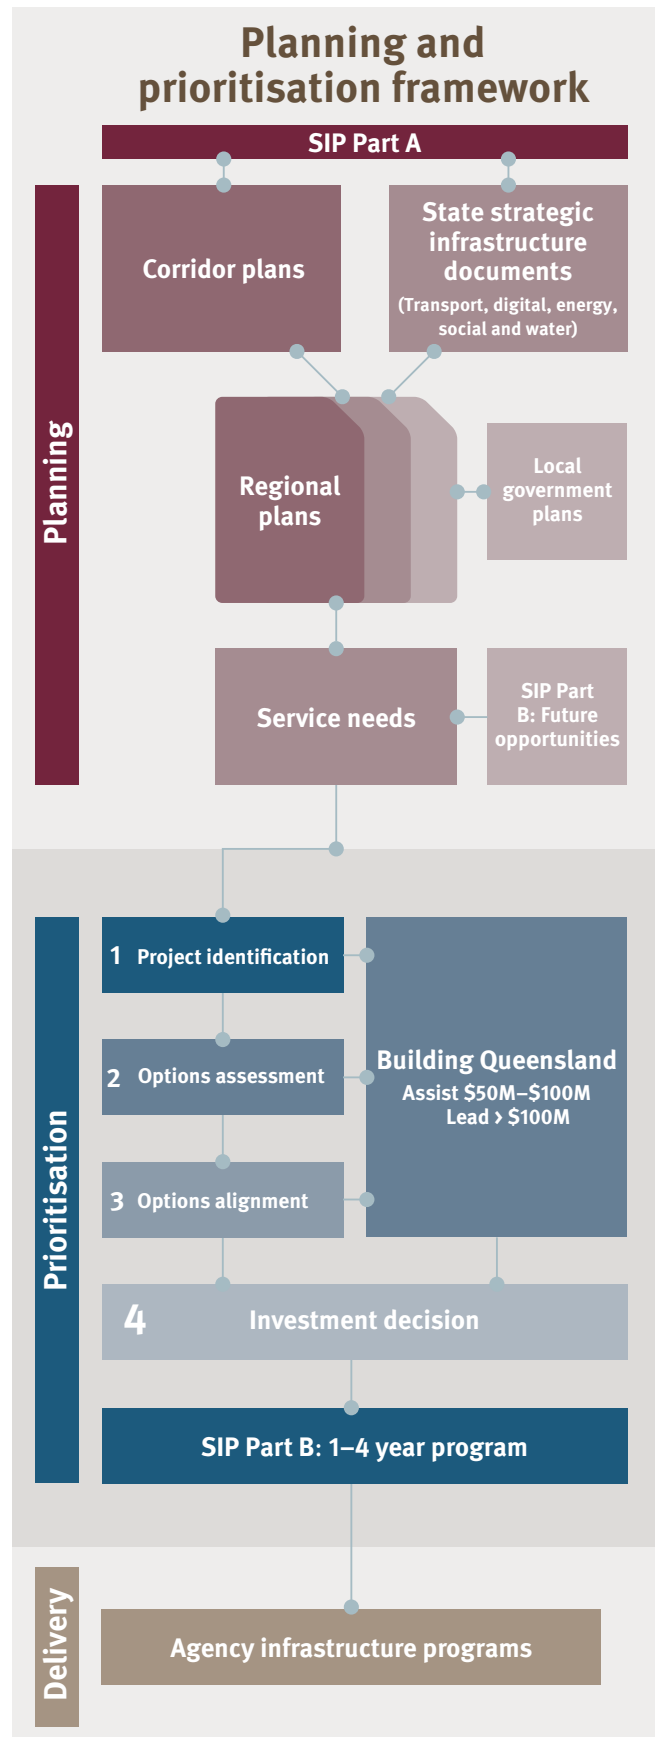 Planning and
prioritisation framework
SIP Part A
Planning
Corridor plans
State strategic
infrastructure
documents
(Transport, digital, energy,
social and water)
Regional
plans
Local
government
plans
Service needs
SIP Part
B: Future
opportunities
Prioritisation
1 Project identification
2 Options assessment
3 Options alignment
Building Queensland
Assist $50M–$100M
Lead > $100M
4 Investment decision
SIP Part B: 1–4 year program
Delivery
Agency infrastructure programs